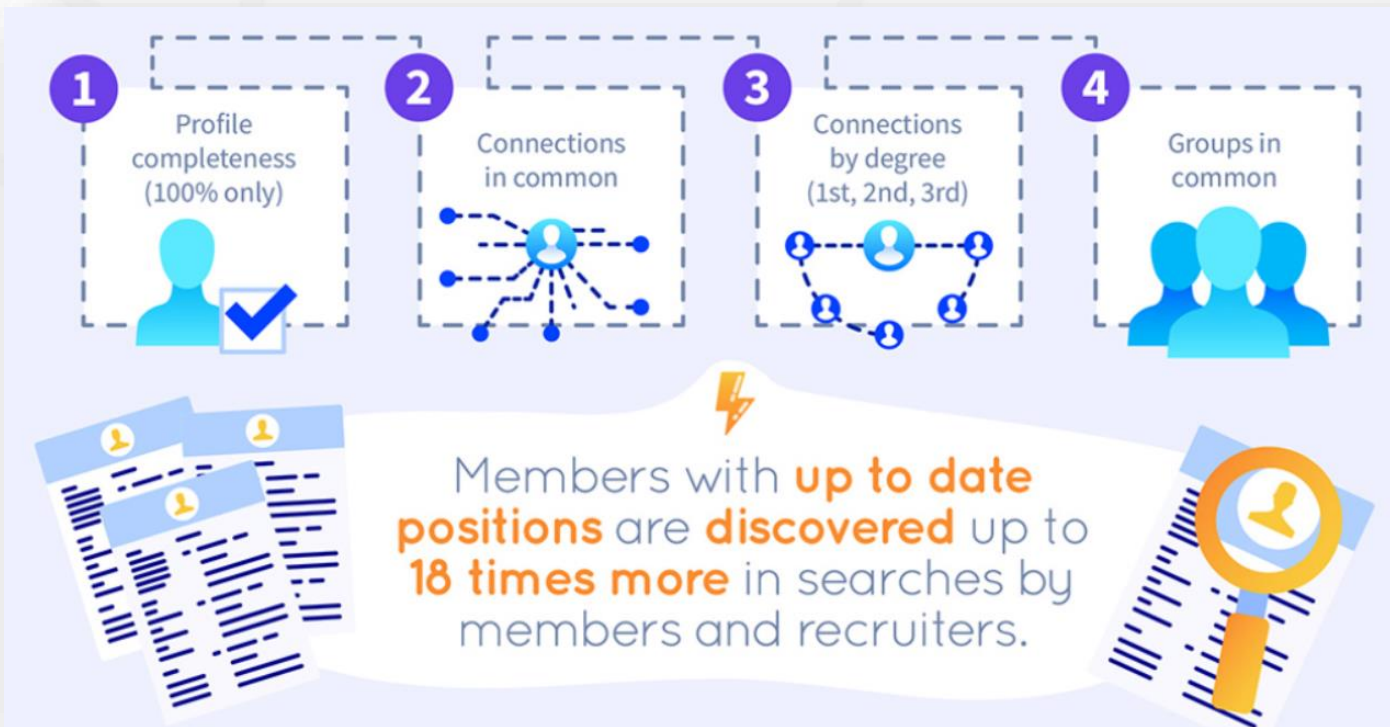 1
Profile
completeness
(100% only)
2
Connections
in common
3
Connections
by degree
(1st, 2nd, 3rd)
4
Groups in
common
Members with up to date
positions are discovered up to
18 times more in searches by
members and recruiters.